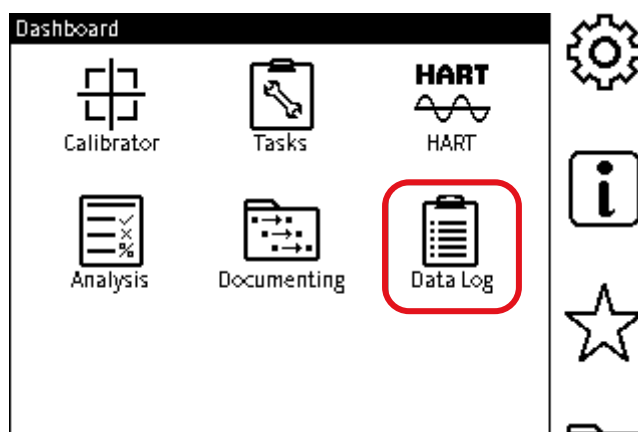 Dashboard
HART
Calibrator Tasks HART
Analysis Documenting Data Log
i